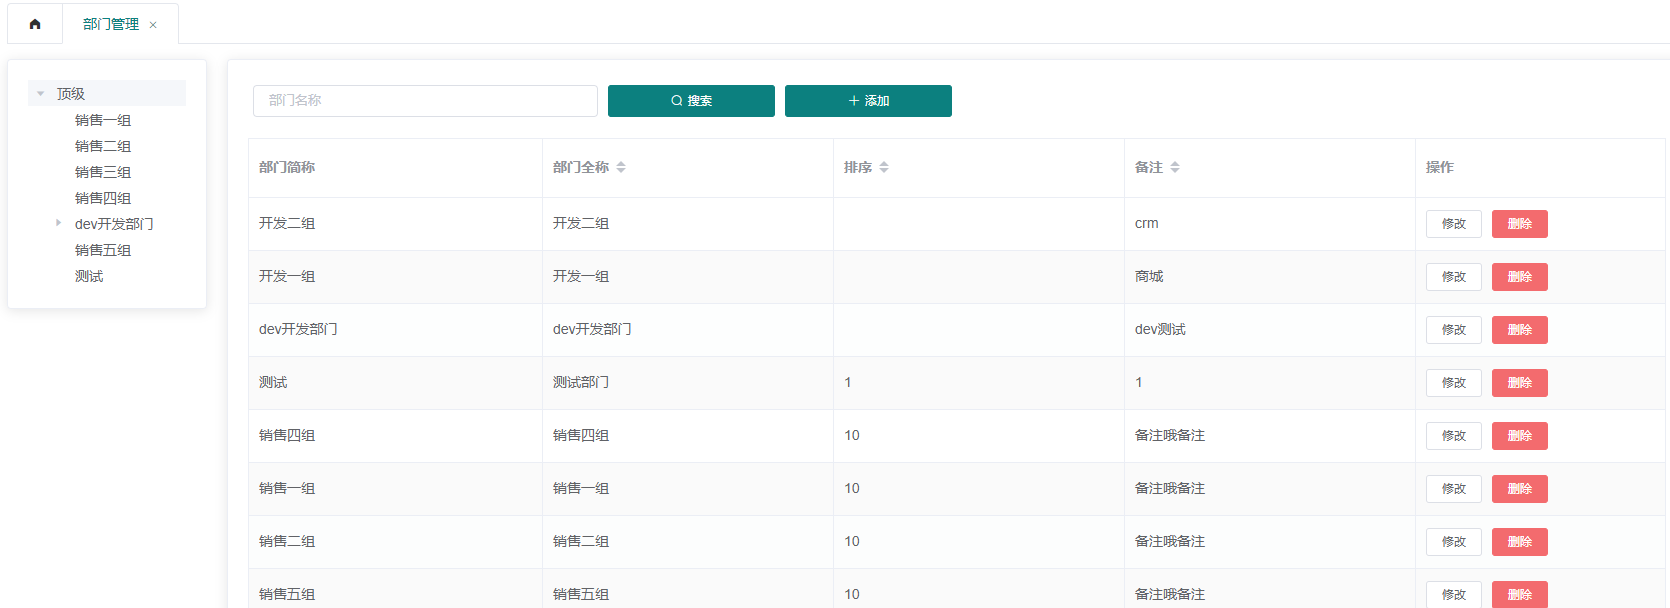 部门管理 ×
顶级
销售一组
销售二组
销售三组
销售四组
dev开发部门
销售五组
测试
部门名称 搜索 添加
部门简称 部门全称 排序 备注 操作
开发二组 开发二组 crm 修改 删除
开发一组 开发一组 商城 修改 删除
dev开发部门 dev开发部门 dev测试 修改 删除
测试 测试部门 1 1 修改 删除
销售四组 销售四组 10 备注哦备注 修改 删除
销售一组 销售一组 10 备注哦备注 修改 删除
销售二组 销售二组 10 备注哦备注 修改 删除
销售五组 销售五组 10 备注哦备注 修改 删除